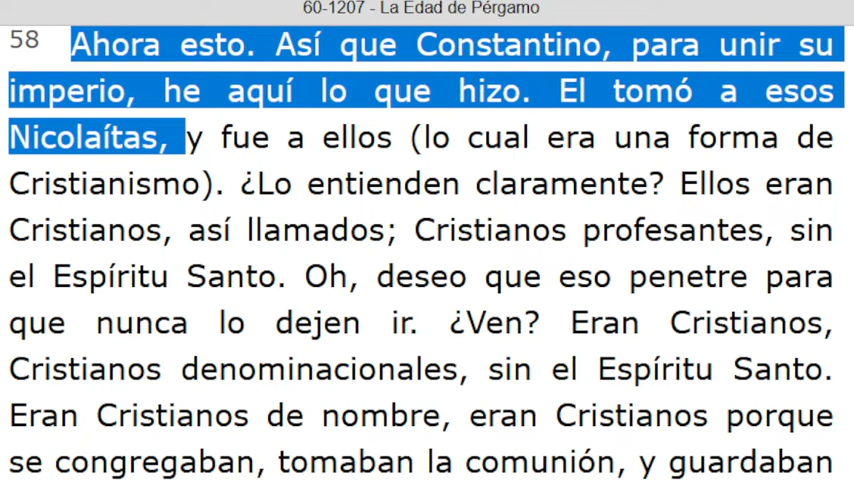 60-1207 - La Edad de Pérgamo
58 Ahora esto. Así que Constantino, para unir su
imperio, he aquí lo que hizo. El tomó a esos
Nicolaítas, y fue a ellos (lo cual era una forma de
Cristianismo). ¿Lo entienden claramente? Ellos eran
Cristianos, así llamados; Cristianos profesantes, sin
el Espíritu Santo. Oh, deseo que eso penetre para
que nunca lo dejen ir. ¿Ven? Eran Cristianos,
Cristianos denominacionales, sin el Espíritu Santo.
Eran Cristianos de nombre, eran Cristianos porque
se congregaban, tomaban la comunión, y guardaban